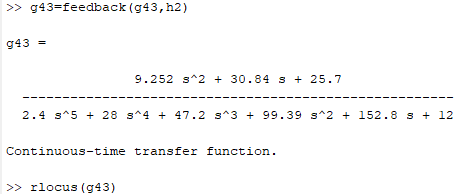 >> g43=feedback(g43,h2)
g43 =
9.252 s^2 + 30.84 s + 25.7
-----------------------------------------------------
2.4 s^5 + 28 s^4 + 47.2 s^3 + 99.39 s^2 + 152.8 s + 12
Continuous-time transfer function.
>> rlocus(g43)